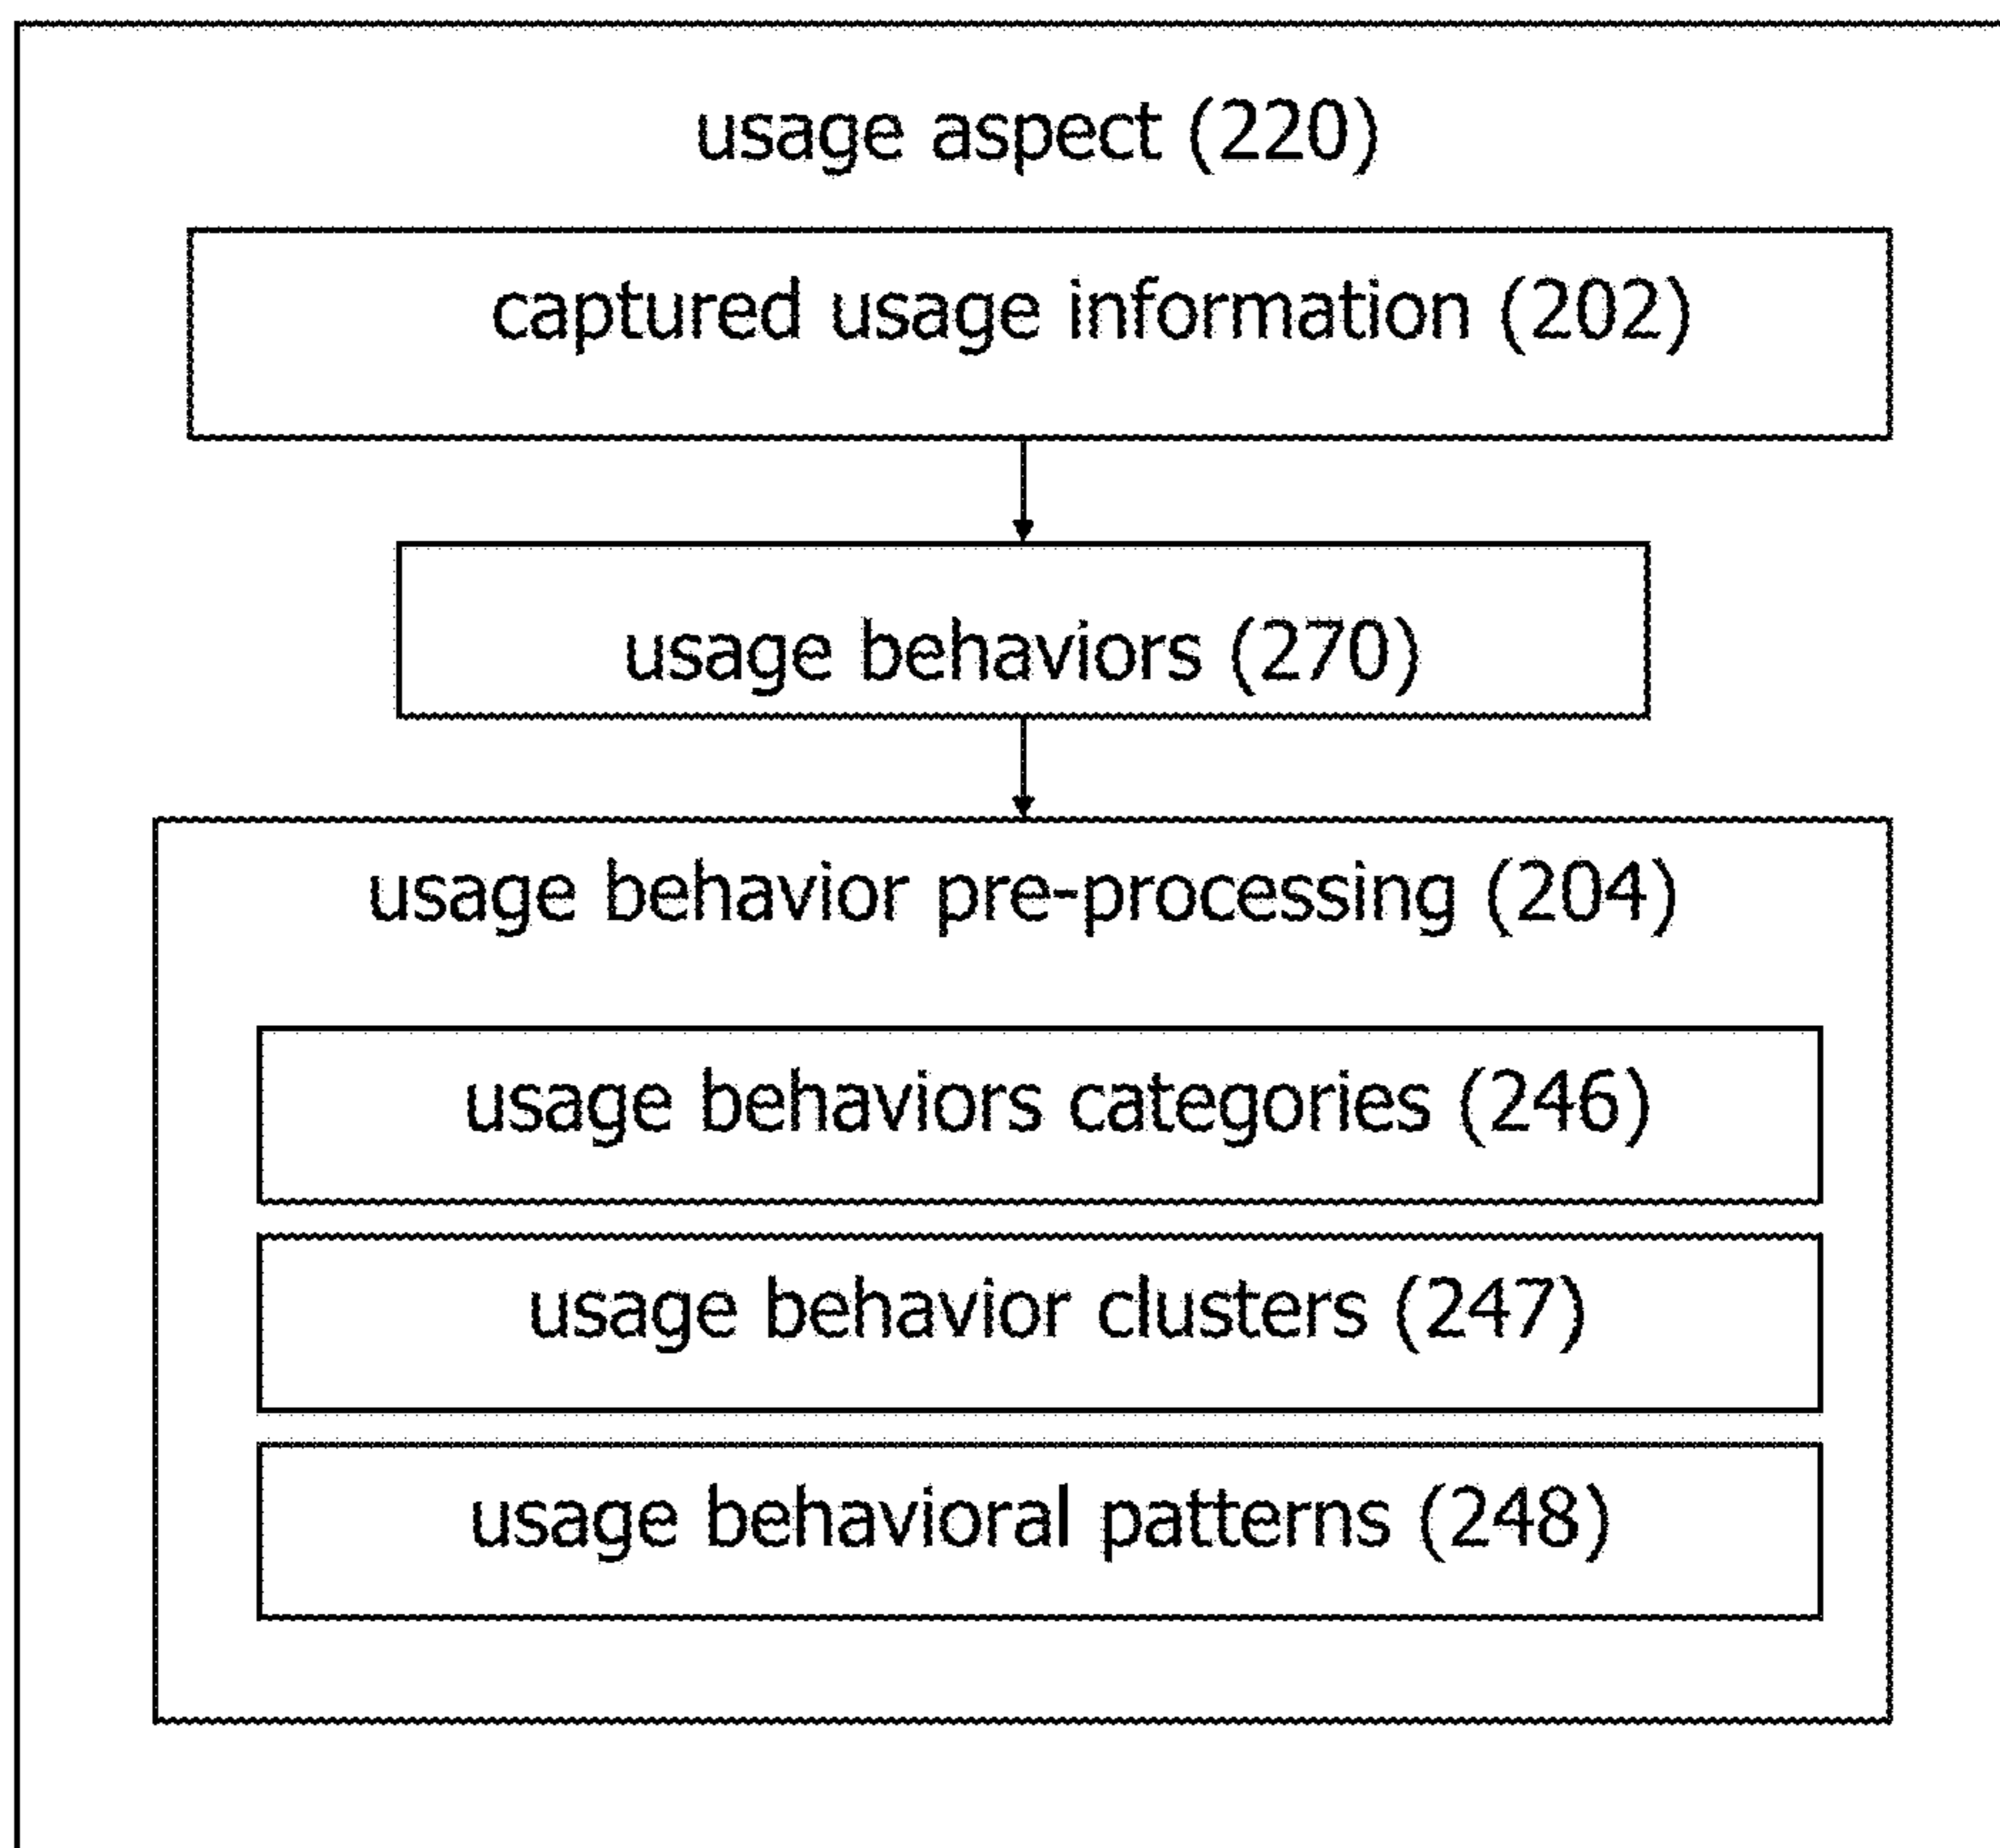 usage aspect (220)
captured usage information (202)
usage behaviors (270)
usage behavior pre-processing (204)
usage behaviors categories (246)
usage behavior clusters (247)
usage behavioral patterns (248)